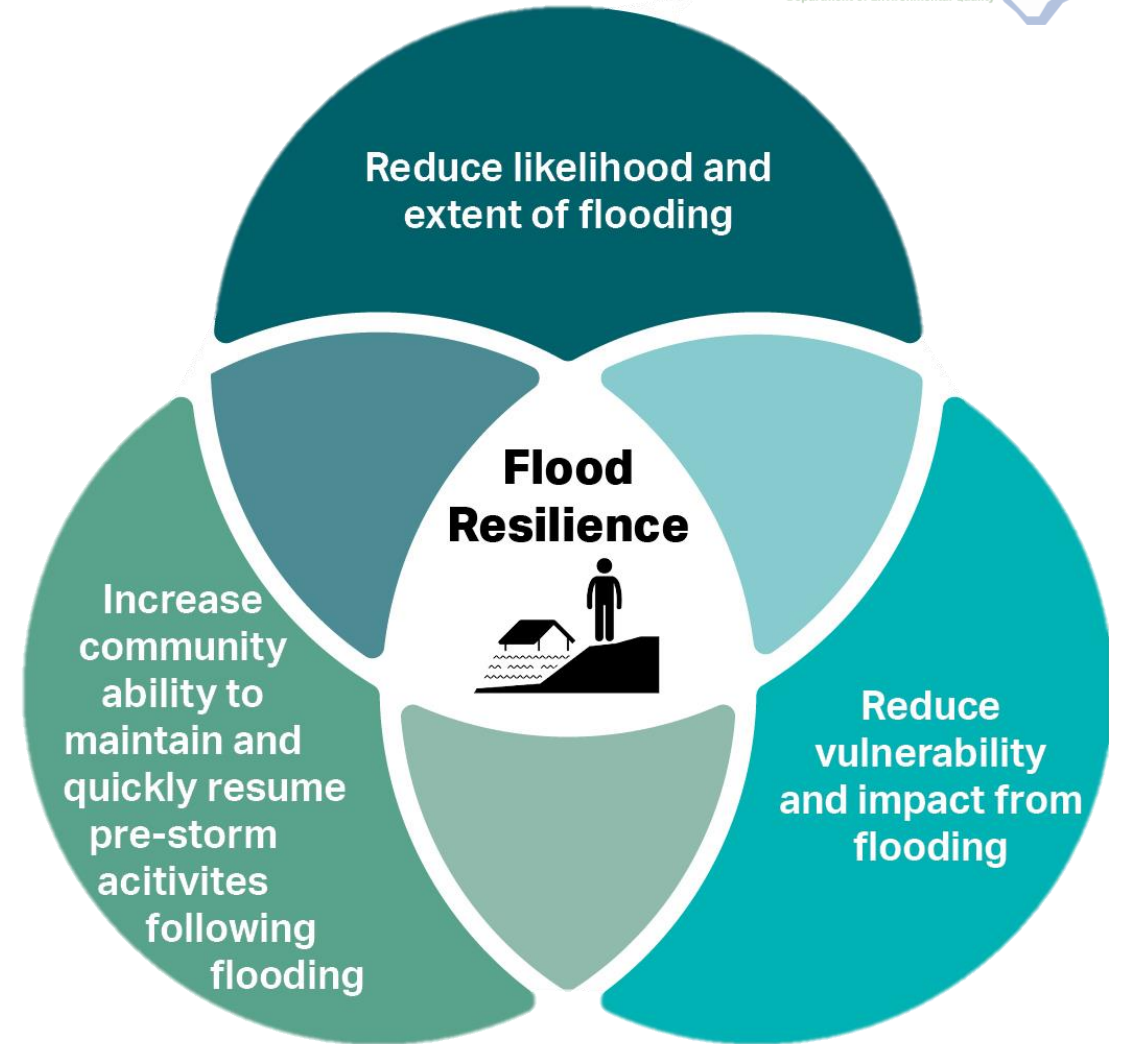 Reduce likelihood and
extent of flooding
Flood
Resilience
Increase
community
ability to
maintain and
quickly resume
pre-storm
acitivites
following
flooding
Reduce
vulnerability
and impact from
flooding